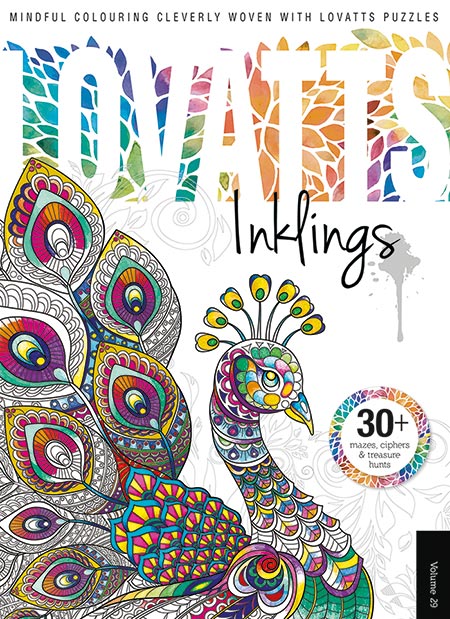 MINDFUL COLOURING CLEVERLY WOVEN WITH LOVATTS PUZZLES
LOVATTS
Inklings
30+
mazes, ciphers
& treasure
hunts
Volume 29